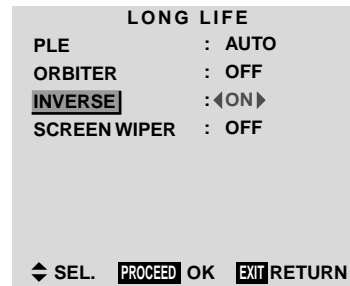 LONG LIFE
PLE : AUTO
ORBITER : OFF
INVERSE : ◀ON▶
SCREEN WIPER : OFF
SEL. PROCEED OK EXIT RETURN